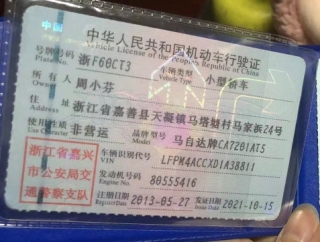 中国
中华人民共和国机动车行驶证
Vehicle License of the People's Republic of China
号牌号码 浙F60CT3 车辆类型 小型轿车
Plate No. Vehicle Type
所有人 周小芬
Owner
住址 浙江省嘉善县天凝镇马塔塘村马家浜24号
Address
使用性质 非营运 品牌型号 马自达牌CA7201AT5
Use Character Model
浙江省嘉兴市公安局交通警察支队
车辆识别代号 LFPM4ACCXD1A38811
VIN
发动机号码 80555416
Engine No.
注册日期 2013-05-27 发证日期 2021-10-15
Register Date Issue Date